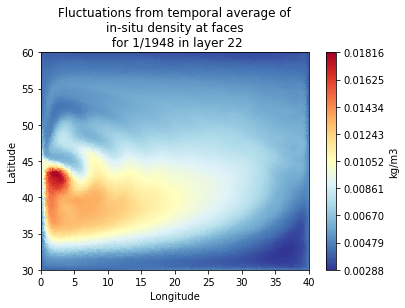 Fluctuations from temporal average of
in-situ density at faces
for 1/1948 in layer 22
60
55
50
45
40
35
30
Latitude
0 5 10 15 20 25 30 35 40
Longitude
0.01816
0.01625
0.01434
0.01243
0.01052
0.00861
0.00670
0.00479
0.00288
kg/m3